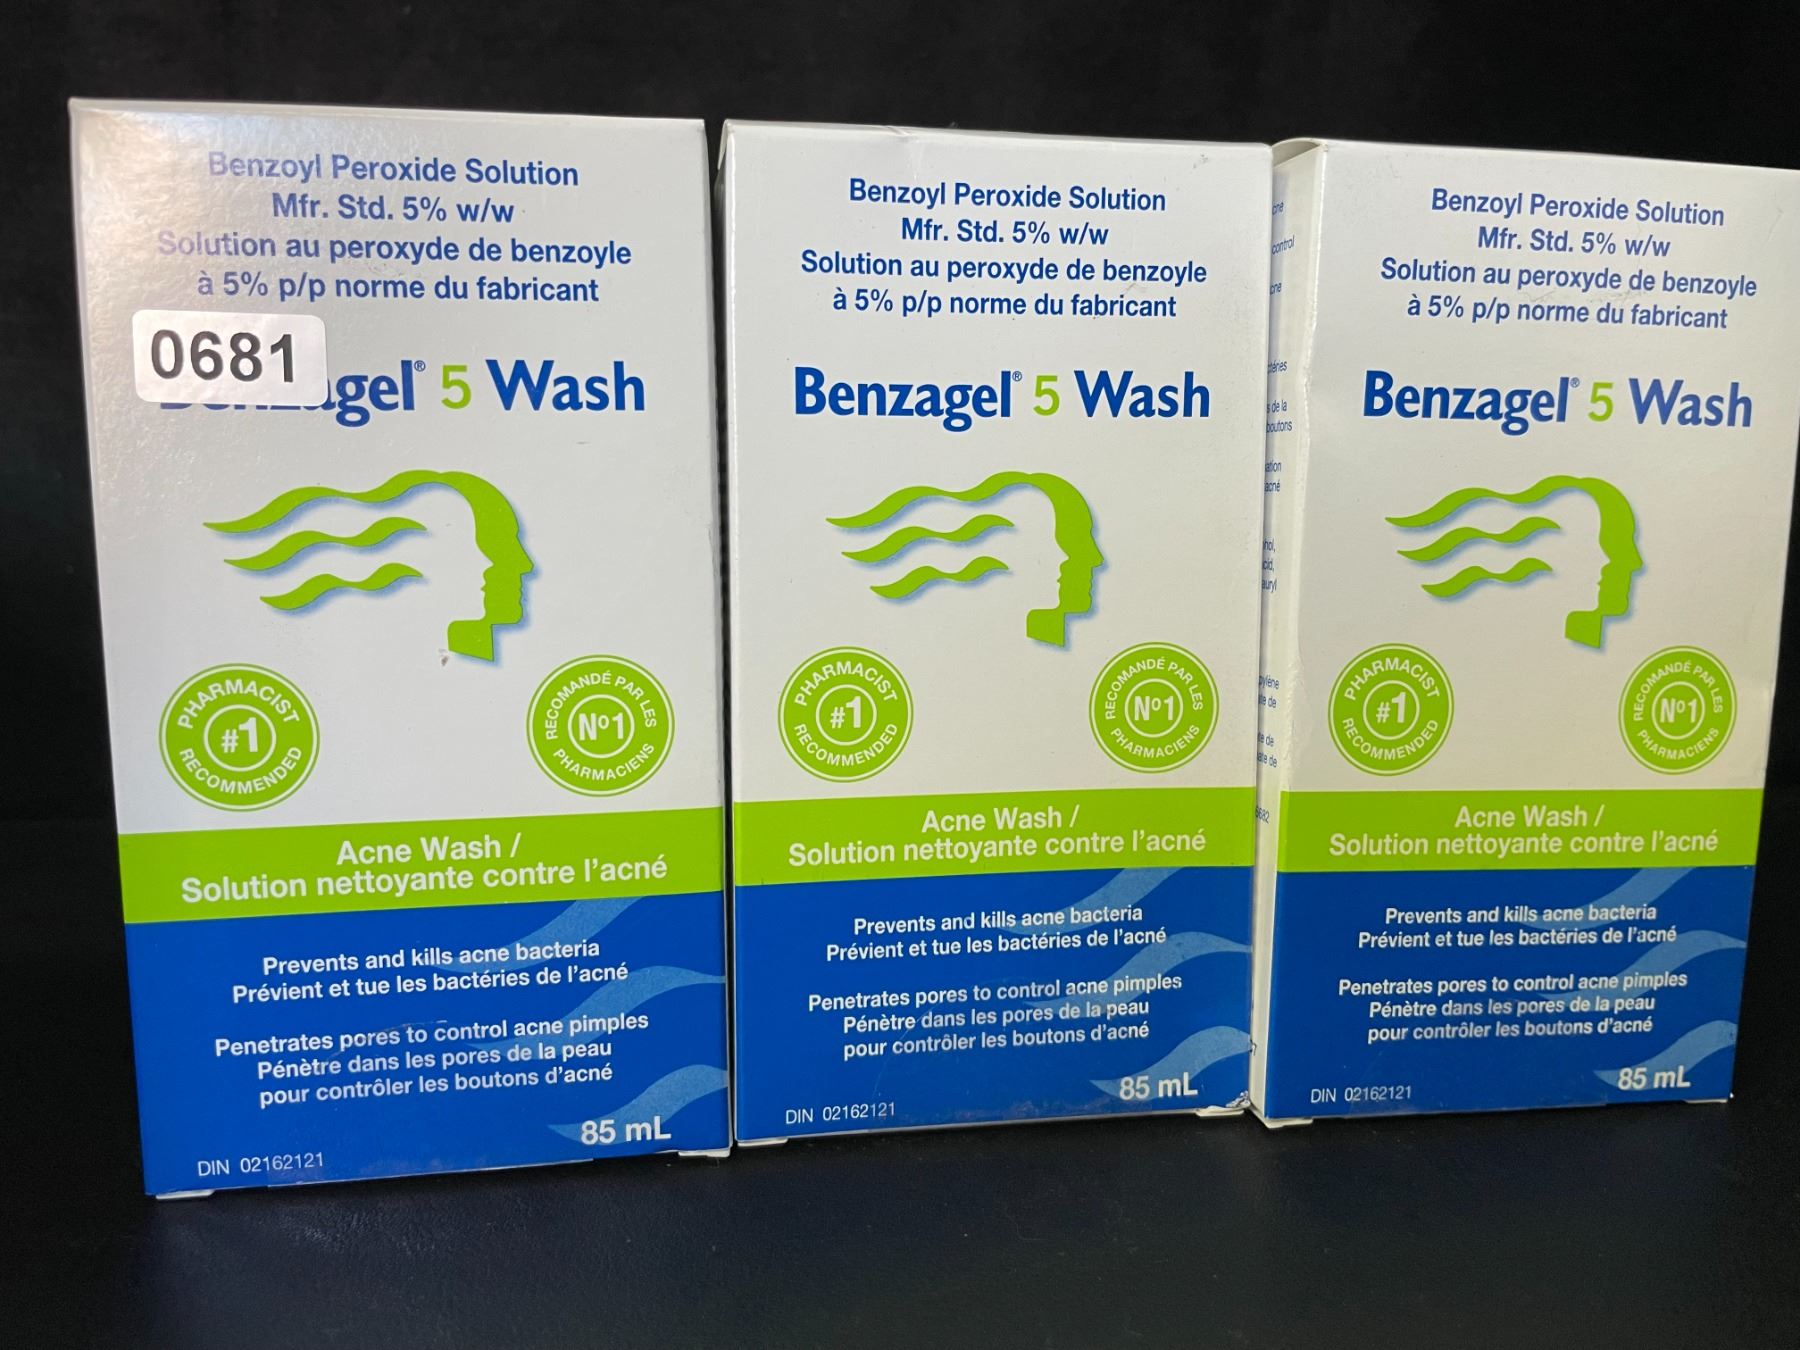 Benzoyl Peroxide Solution
Mfr. Std. 5% w/w
Solution au peroxyde de benzoyle
à 5% p/p norme du fabricant
0681
agel® 5 Wash
PHARMACIST
#1
RECOMMENDED
RECOMANDÉ PAR LES
Nº1
PHARMACIENS
Acne Wash /
Solution nettoyante contre l'acné
Prevents and kills acne bacteria
Prévient et tue les bactéries de l'acné
Penetrates pores to control acne pimples
Pénètre dans les pores de la peau
pour contrôler les boutons d'acné
85 mL
DIN 02162121
Benzoyl Peroxide Solution
Mfr. Std. 5% w/w
Solution au peroxyde de benzoyle
à 5% p/p norme du fabricant
Benzagel® 5 Wash
PHARMACIST
#1
RECOMMENDED
RECOMANDÉ PAR LES
Nº1
PHARMACIENS
Acne Wash /
Solution nettoyante contre l'acné
Prevents and kills acne bacteria
Prévient et tue les bactéries de l'acné
Penetrates pores to control acne pimples
Pénètre dans les pores de la peau
pour contrôler les boutons d'acné
85 mL
DIN 02162121
control
de la
boutons
acné
Benzoyl Peroxide Solution
Mfr. Std. 5% w/w
Solution au peroxyde de benzoyle
à 5% p/p norme du fabricant
Benzagel® 5 Wash
PHARMACIST
#1
RECOMMENDED
RECOMANDÉ PAR LES
Nº1
PHARMACIENS
Acne Wash /
Solution nettoyante contre l'acné
Prevents and kills acne bacteria
Prévient et tue les bactéries de l'acné
Penetrates pores to control acne pimples
Pénètre dans les pores de la peau
pour contrôler les boutons d'acné
85 mL
DIN 02162121